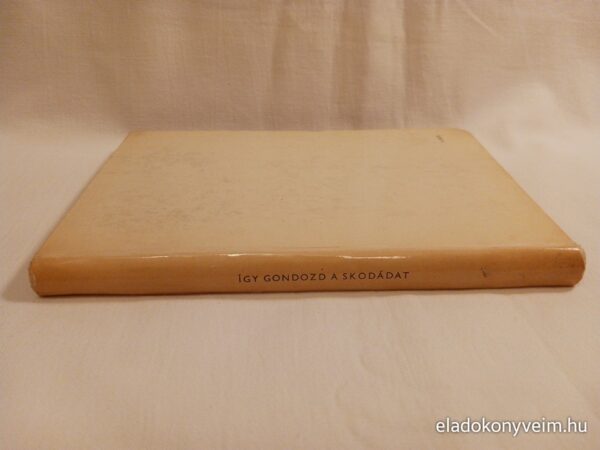 ÍGY GONDOZD A SKODÁDAT
eladokonyveim.hu